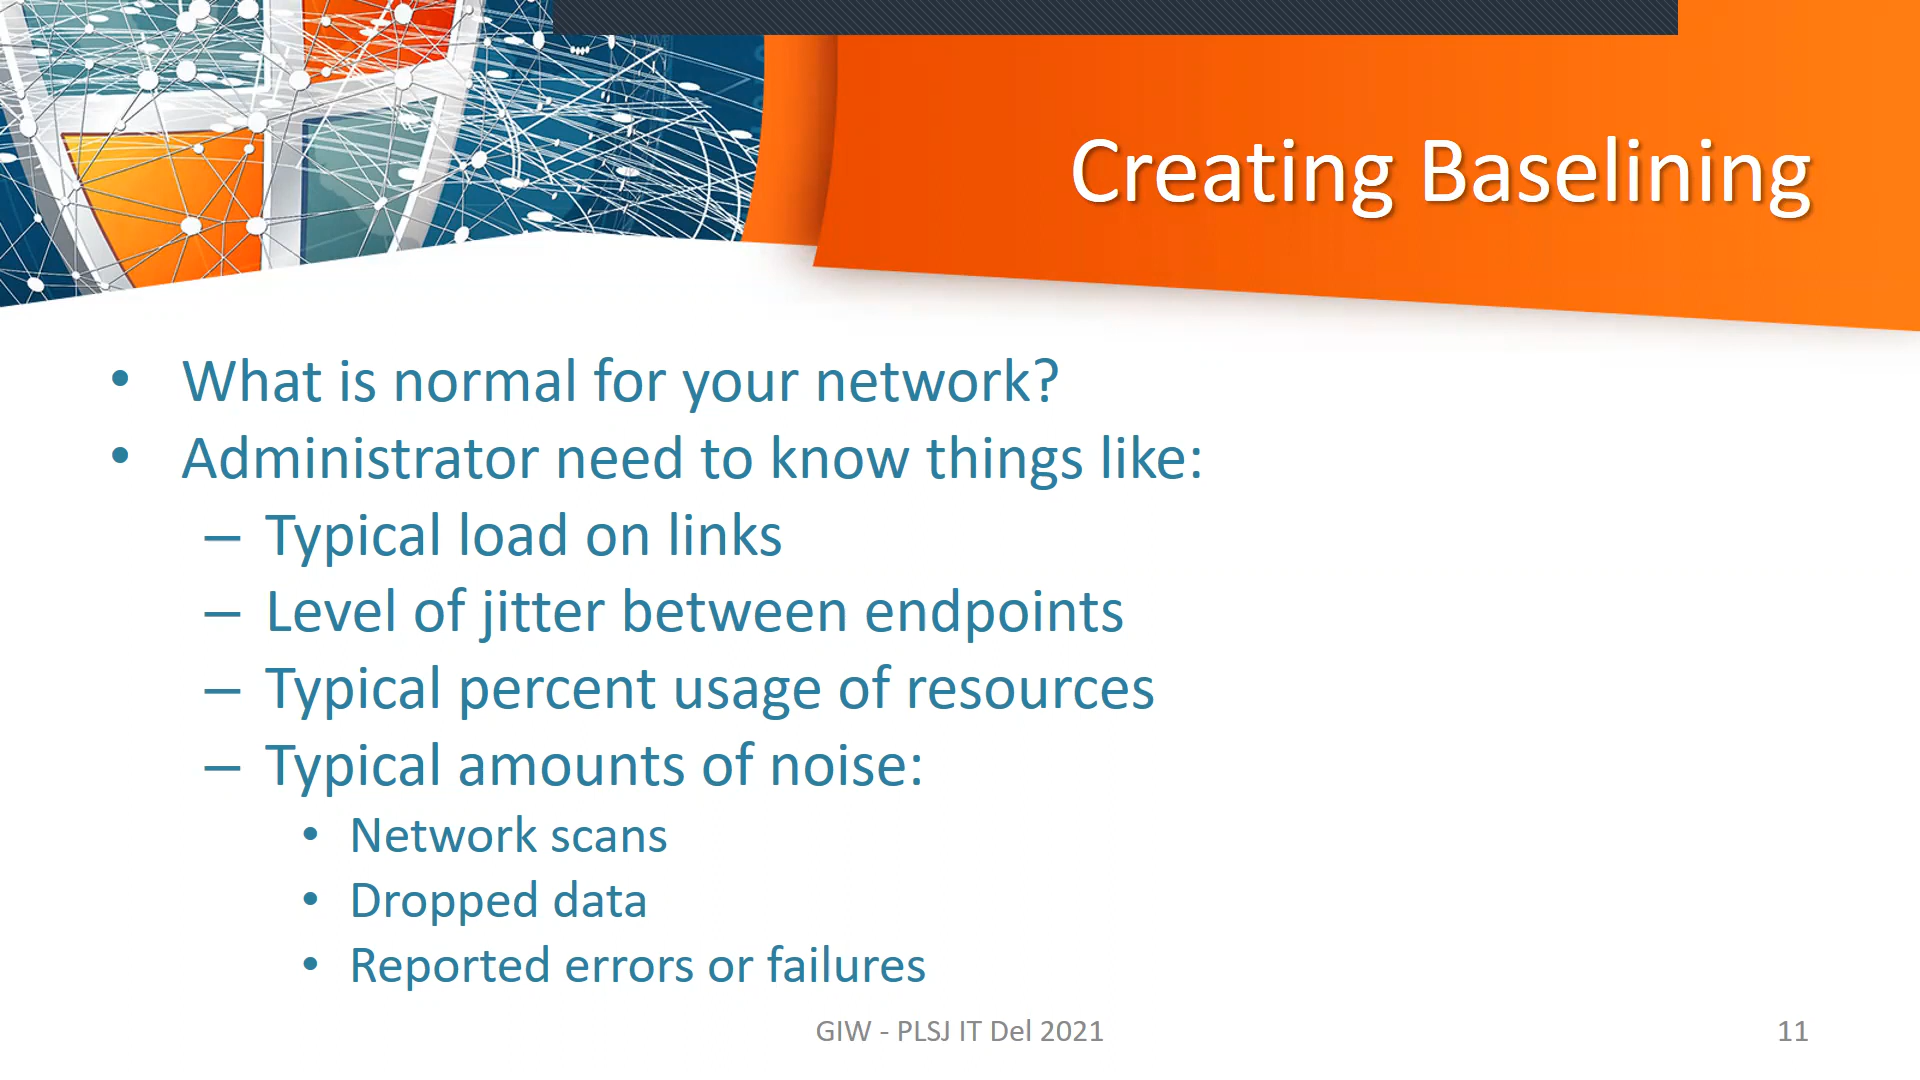 Creating Baselining
• What is normal for your network?
• Administrator need to know things like:
– Typical load on links
– Level of jitter between endpoints
– Typical percent usage of resources
– Typical amounts of noise:
• Network scans
• Dropped data
• Reported errors or failures
GIW - PLSJ IT Del 2021
11